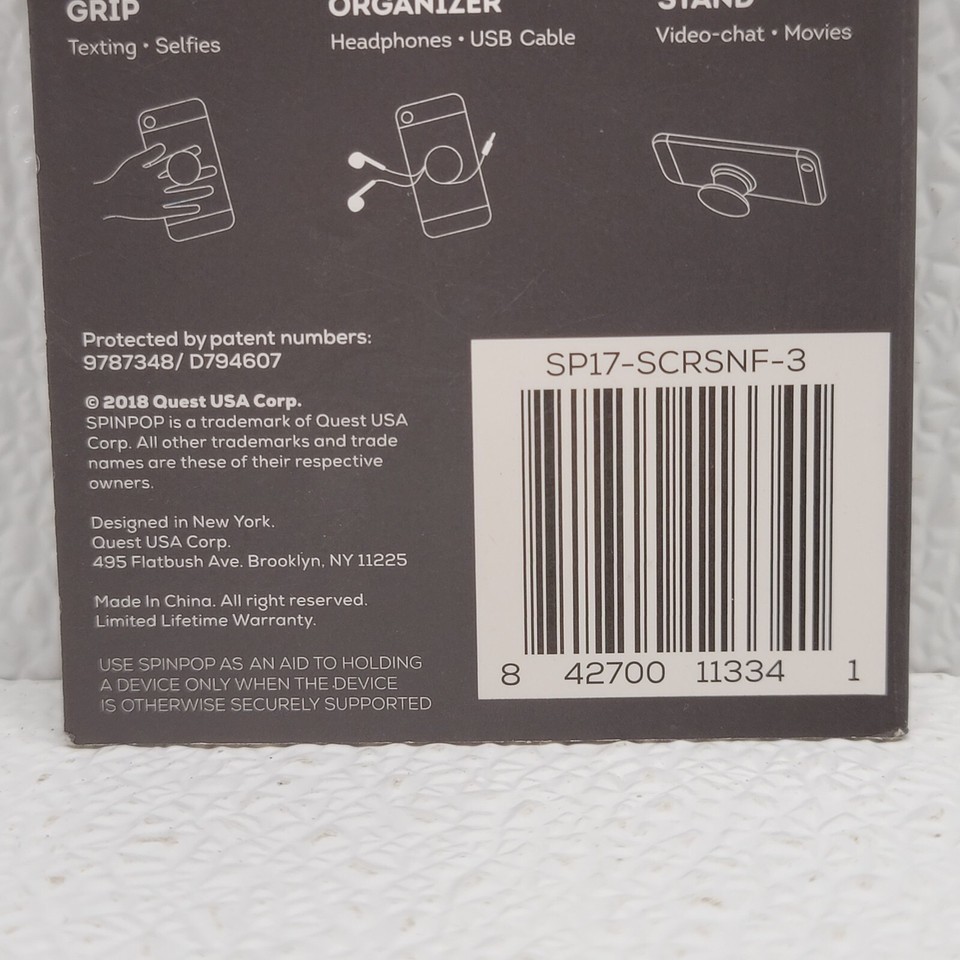 GRIP
ORGANIZER
STAND
Texting • Selfies
Headphones • USB Cable
Video-chat • Movies
Protected by patent numbers:
9787348/ D794607
© 2018 Quest USA Corp.
SPINPOP is a trademark of Quest USA
Corp. All other trademarks and trade
names are these of their respective
owners.
Designed in New York.
Quest USA Corp.
495 Flatbush Ave. Brooklyn, NY 11225
Made In China. All right reserved.
Limited Lifetime Warranty.
USE SPINPOP AS AN AID TO HOLDING
A DEVICE ONLY WHEN THE DEVICE
IS OTHERWISE SECURELY SUPPORTED
SP17-SCRSNF-3
8 42700 11334 1